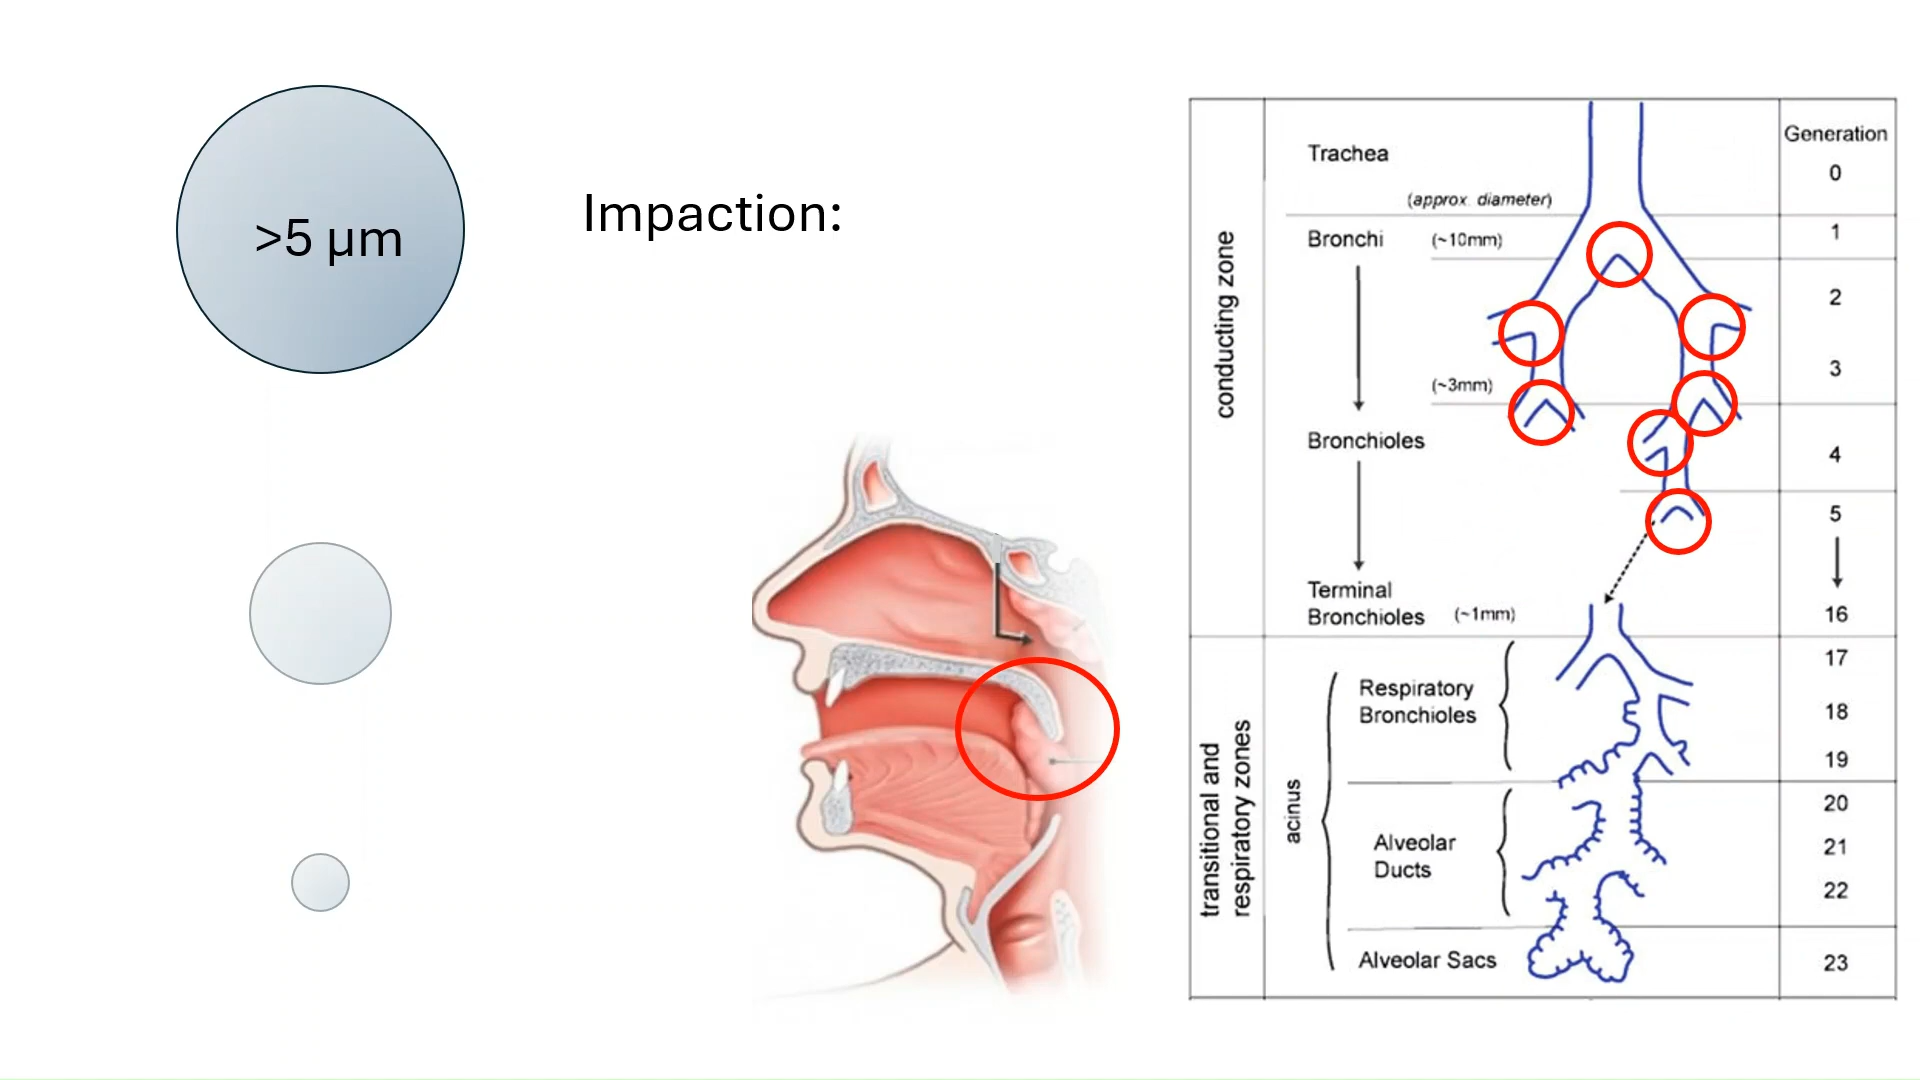 >5 µm
Impaction:
conducting zone
Trachea
(approx. diameter)
Bronchi
(~10mm)
(~3mm)
Bronchioles
Terminal
Bronchioles
(~1mm)
transitional and
respiratory zones
acinus
Respiratory
Bronchioles
Alveolar
Ducts
Alveolar Sacs
Generation
0
1
2
3
4
5
16
17
18
19
20
21
22
23